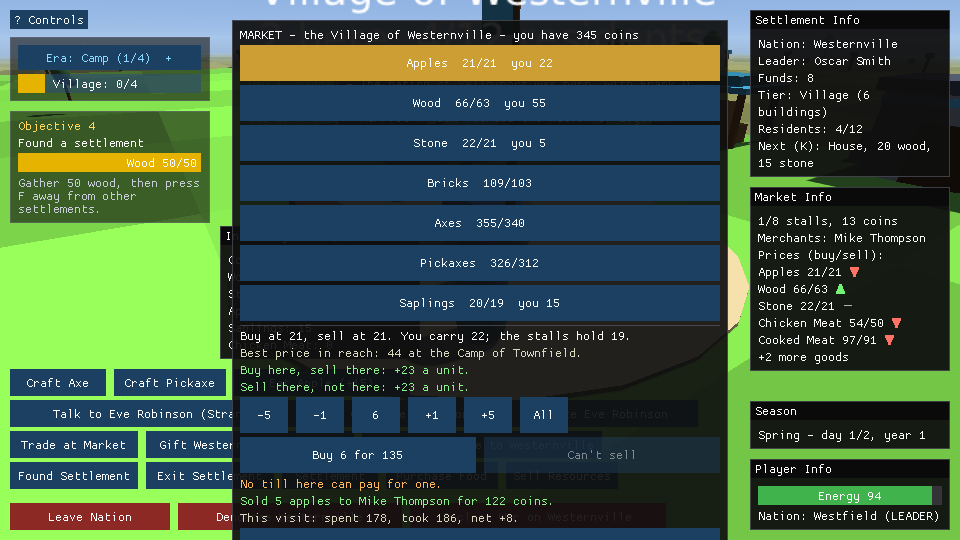 Village of Westernville
? Controls
Era: Camp (1/4)  +
Village: 0/4
Objective 4
Found a settlement
Wood 50/50
Gather 50 wood, then press
F away from other
settlements.
Craft Axe
Craft Pickaxe
Talk to Eve Robinson (Stra
Trade at Market
Gift Wester
Found Settlement
Exit Settle
Leave Nation
MARKET - the Village of Westernville - you have 345 coins
Apples  21/21  you 22
Wood  66/63  you 55
Stone  22/21  you 5
Bricks  109/103
Axes  355/340
Pickaxes  326/312
Saplings  20/19  you 15
Buy at 21, sell at 21. You carry 22; the stalls hold 19.
Best price in reach: 44 at the Camp of Townfield.
Buy here, sell there: +23 a unit.
Sell there, not here: +23 a unit.
-5
-1
6
+1
+5
All
Buy 6 for 135
Can't sell
No till here can pay for one.
Sold 5 apples to Mike Thompson for 122 coins.
This visit: spent 178, took 186, net +8.
Settlement Info
Nation: Westernville
Leader: Oscar Smith
Funds: 8
Tier: Village (6
buildings)
Residents: 4/12
Next (K): House, 20 wood,
15 stone
Market Info
1/8 stalls, 13 coins
Merchants: Mike Thompson
Prices (buy/sell):
Apples 21/21 ▼
Wood 66/63 ▲
Stone 22/21 —
Chicken Meat 54/50 ▼
Cooked Meat 97/91 ▼
+2 more goods
Season
Spring - day 1/2, year 1
Player Info
Energy 94
Nation: Westfield (LEADER)